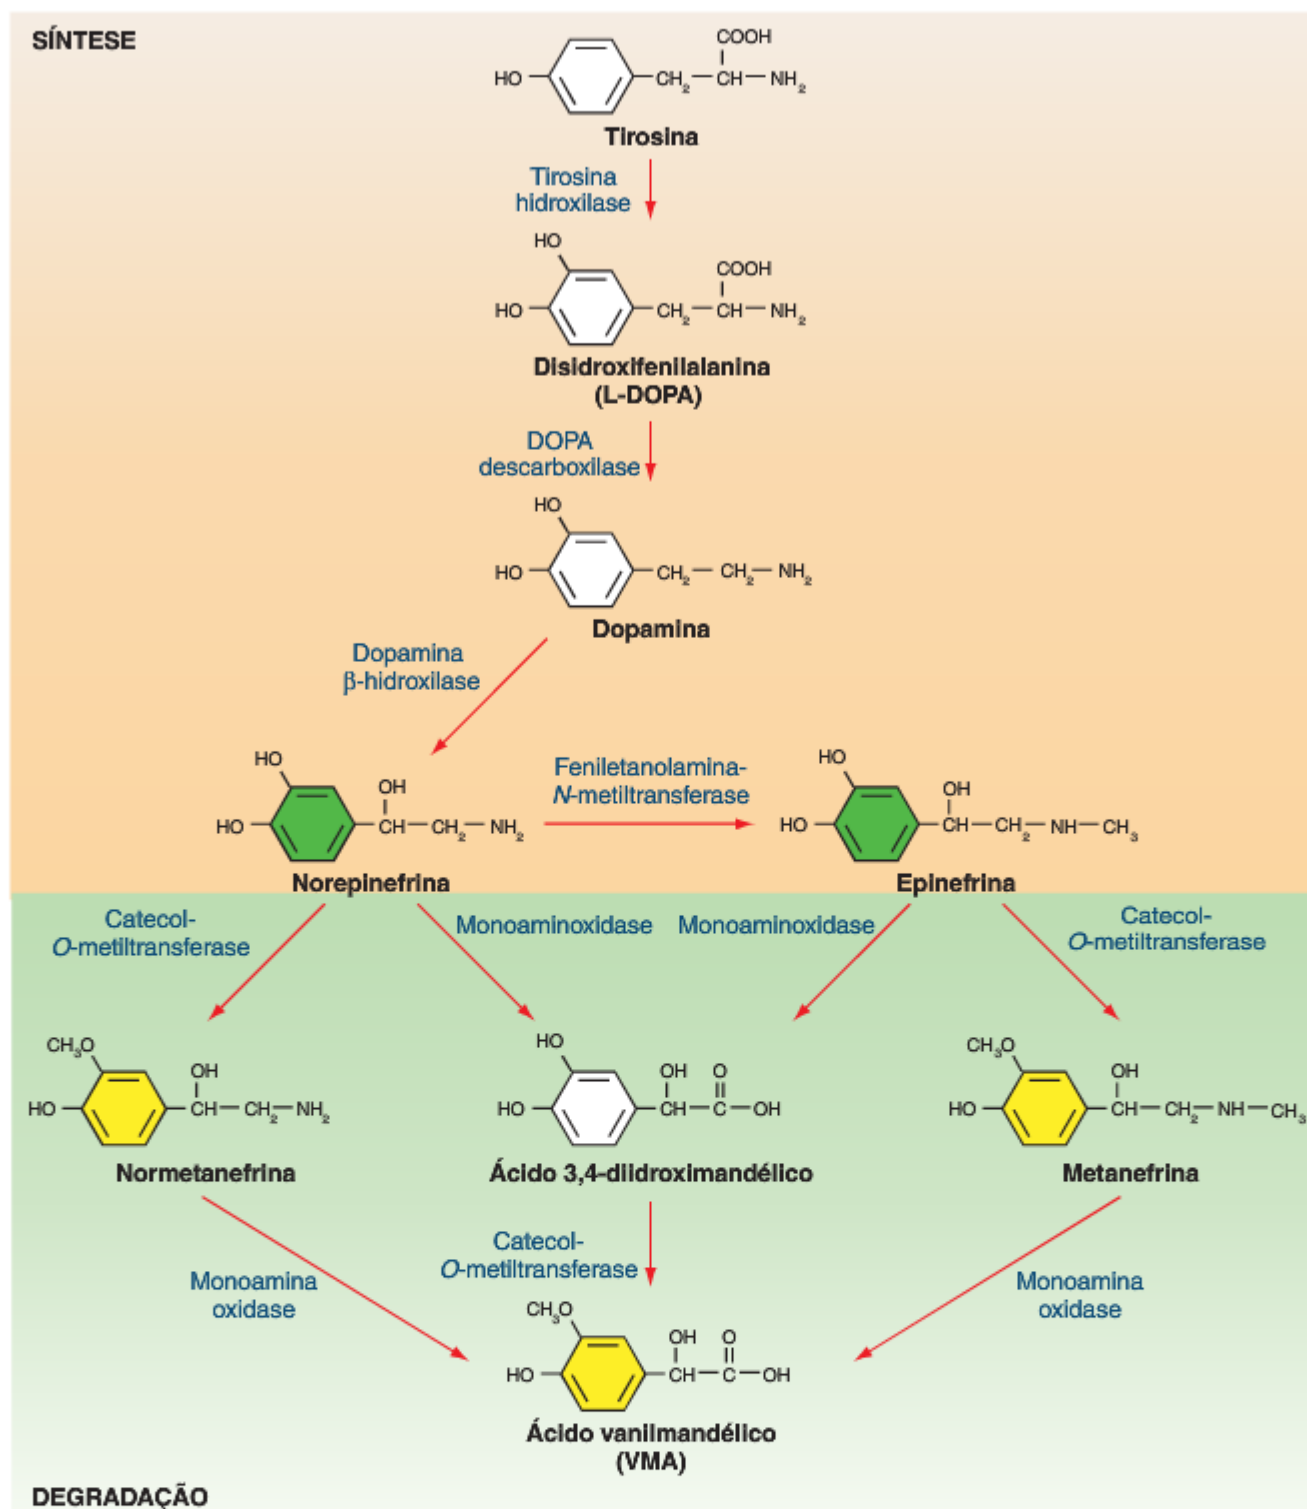 SÍNTESE
COOH
HO
CH₂
CH
NH₂
Tirosina
Tirosina
hidroxilase
HO
COOH
HO
CH₂
CH
NH₂
Disidroxifenilalanina
(L-DOPA)
DOPA
descarboxilase
HO
HO
CH₂
CH₂
NH₂
Dopamina
Dopamina
β-hidroxilase
HO
OH
HO
CH
CH₂
NH₂
Norepinefrina
Feniletanolamina-
N-metiltransferase
HO
OH
HO
CH
CH₂
NH
CH₃
Epinefrina
Catecol-
O-metiltransferase
Monoaminoxidase
Monoaminoxidase
Catecol-
O-metiltransferase
CH₃O
OH
HO
CH
CH₂
NH₂
Normetanefrina
HO
OH
O
HO
CH
C
OH
Ácido 3,4-diidroximandélico
CH₃O
OH
HO
CH
CH₂
NH
CH₃
Metanefrina
Monoamina
oxidase
Catecol-
O-metiltransferase
Monoamina
oxidase
CH₃O
OH
O
HO
CH
C
OH
Ácido vanilmandélico
(VMA)
DEGRADAÇÃO